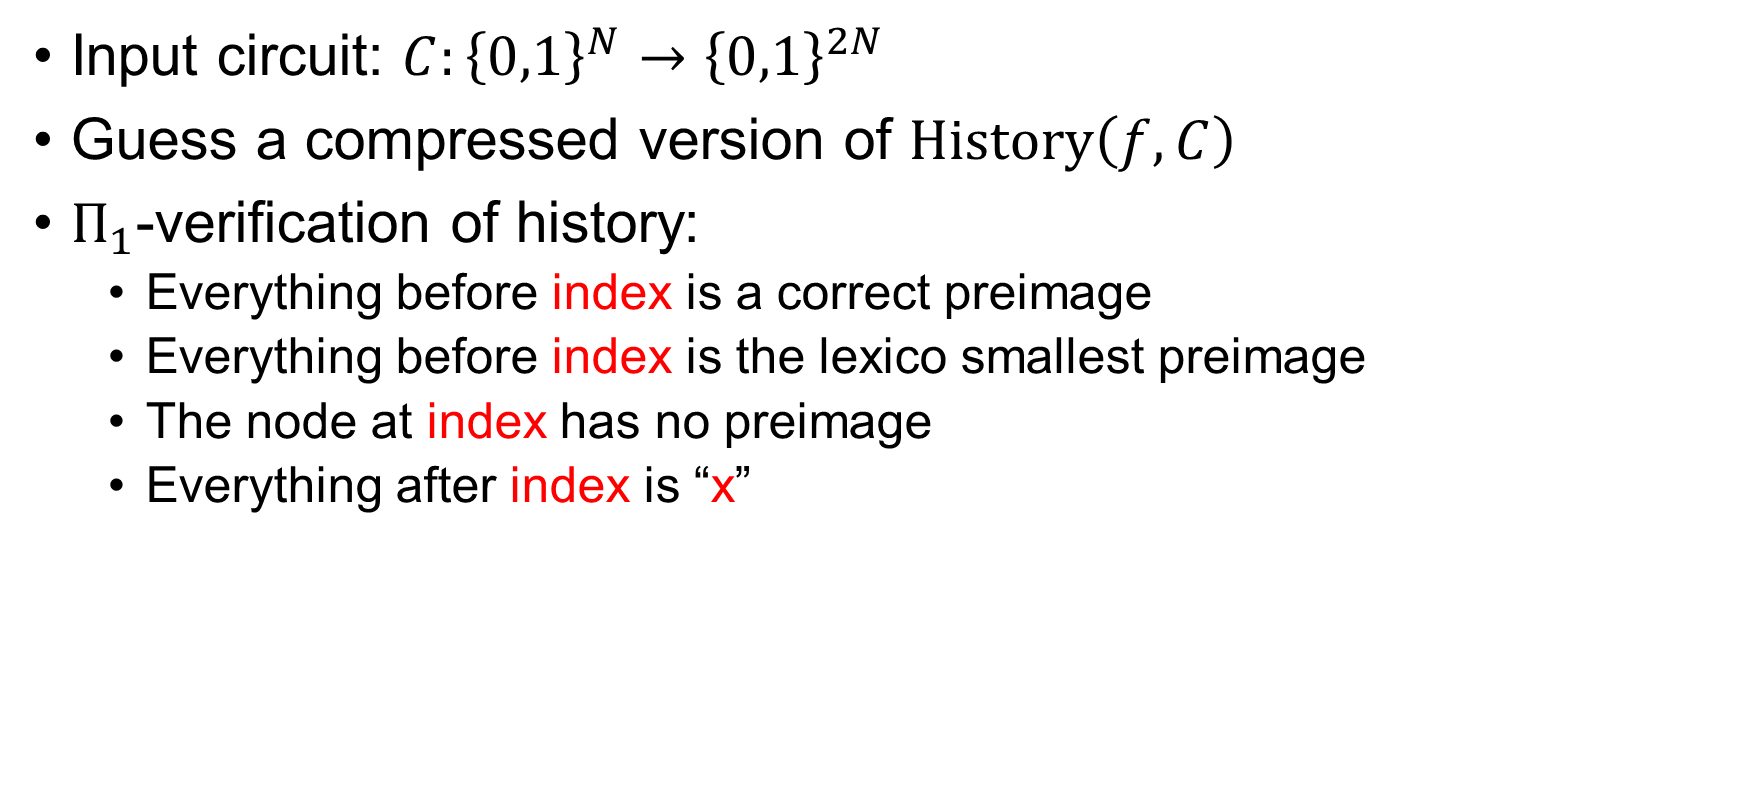 • Input circuit: C: {0,1}^N → {0,1}^{2N}
• Guess a compressed version of History(f, C)
• Π₁-verification of history:
• Everything before index is a correct preimage
• Everything before index is the lexico smallest preimage
• The node at index has no preimage
• Everything after index is “x”